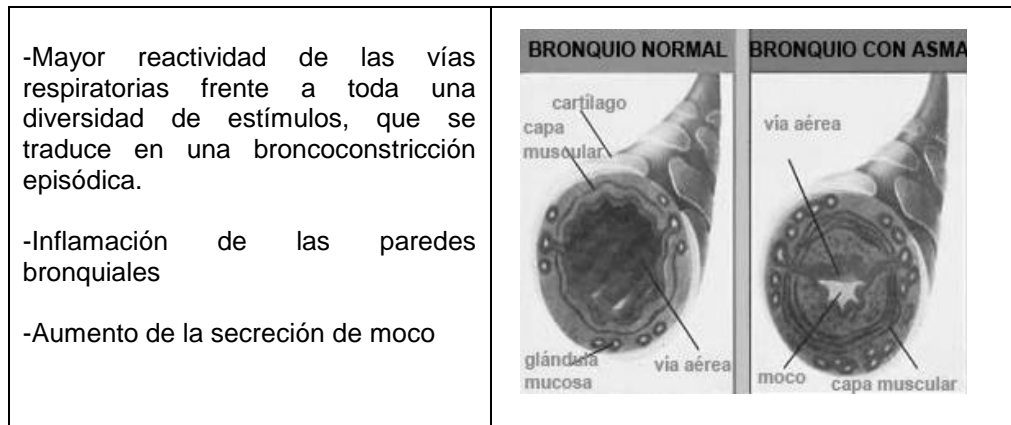 -Mayor reactividad de las vías
respiratorias frente a toda una
diversidad de estímulos, que se
traduce en una broncoconstricción
episódica.
-Inflamación de las paredes
bronquiales
-Aumento de la secreción de moco
BRONQUIO NORMAL
cartílago
capa
muscular
glándula
mucosa
vía aérea
BRONQUIO CON ASMA
vía aérea
moco
capa muscular